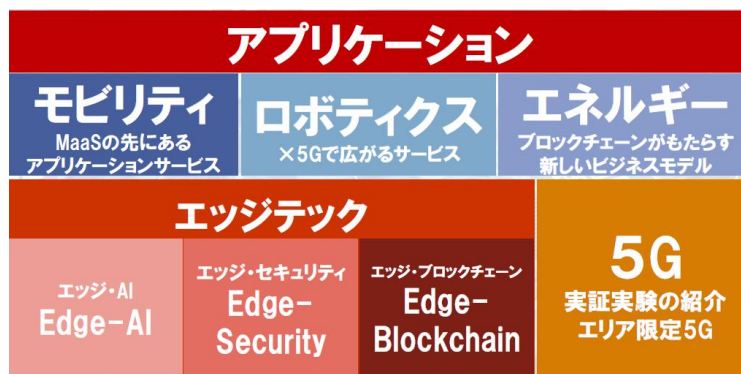 アプリケーション
モビリティ
MaaSの先にある
アプリケーションサービス
ロボティクス
×5Gで広がるサービス
エネルギー
ブロックチェーンがもたらす
新しいビジネスモデル
エッジテック
エッジ・AI
Edge-AI
エッジ・セキュリティ
Edge-
Security
エッジ・ブロックチェーン
Edge-
Blockchain
5G
実証実験の紹介
エリア限定5G